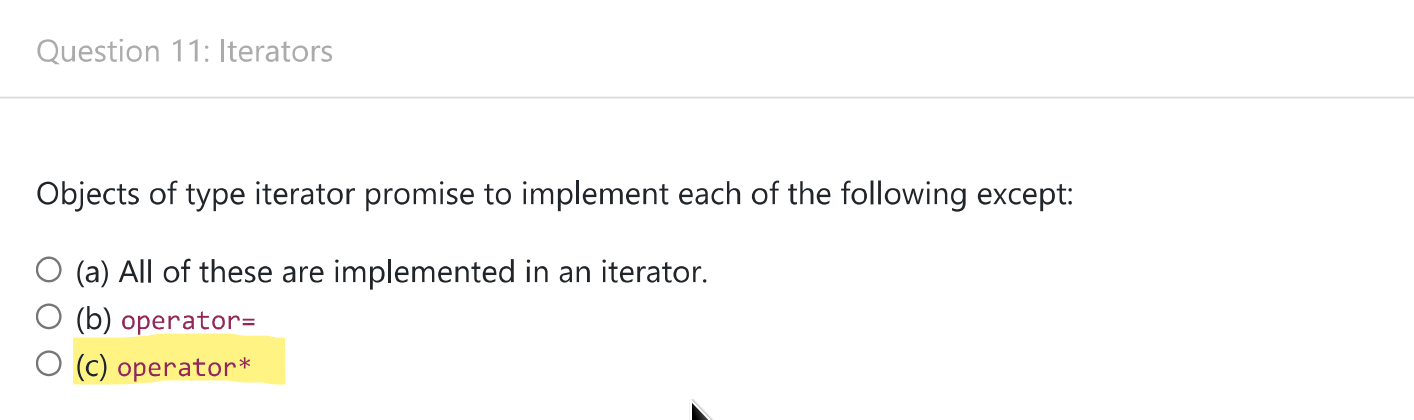 Question 11: Iterators
Objects of type iterator promise to implement each of the following except:
(a) All of these are implemented in an iterator.
(b) operator=
(c) operator*